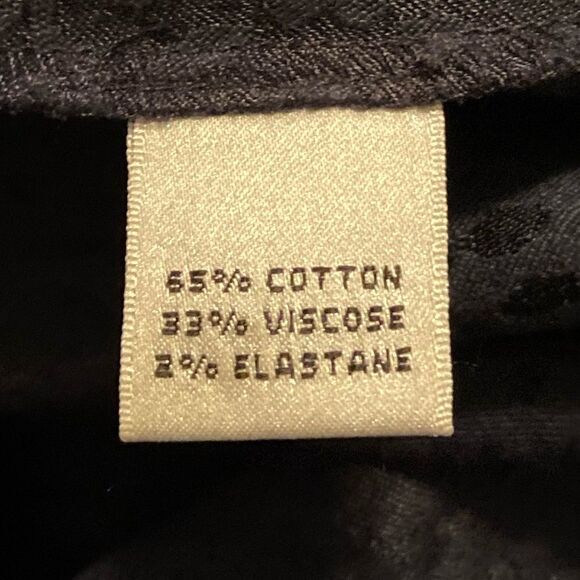 65% COTTON
33% VISCOSE
2% ELASTANE